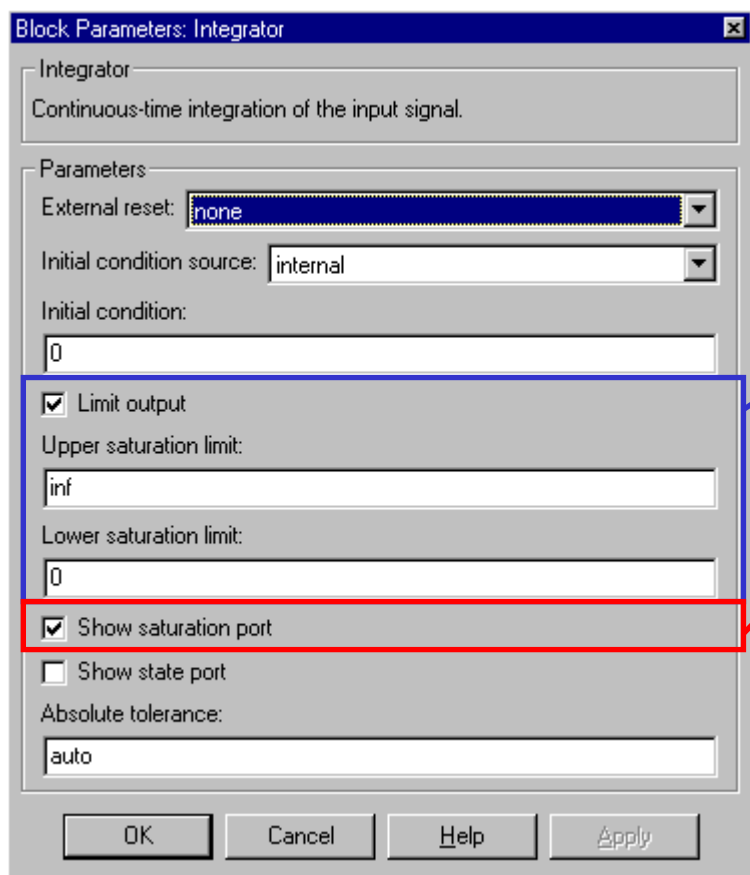 Block Parameters: Integrator
Integrator
Continuous-time integration of the input signal.
Parameters
External reset: none
Initial condition source: internal
Initial condition:
0
Limit output
Upper saturation limit:
inf
Lower saturation limit:
0
Show saturation port
Show state port
Absolute tolerance:
auto
OK Cancel Help Apply